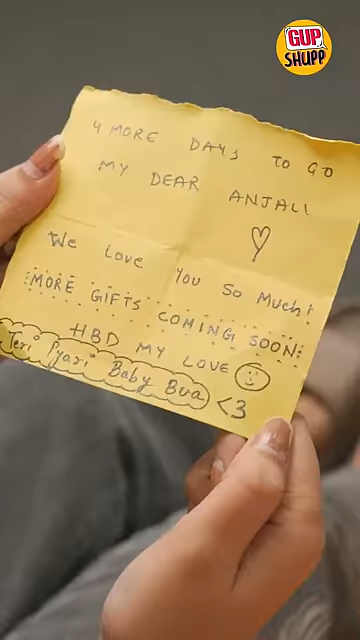 GUP
SHUPP
4 MORE DAYS TO GO
MY DEAR ANJALI
We Love You So Much!
MORE GIFTS COMING SOON
HBD MY LOVE
Teri Pyari Baby Bua <3